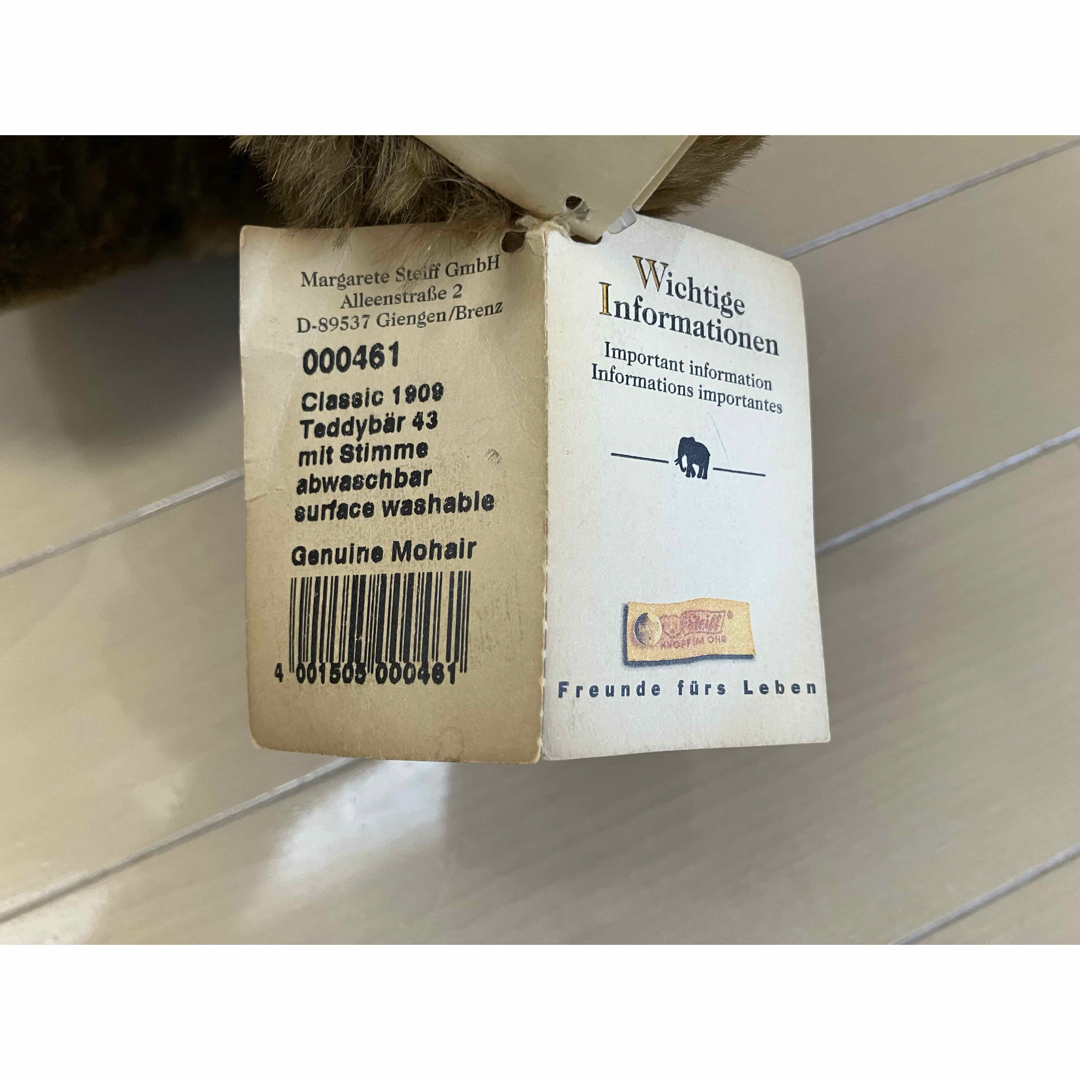 Margarete Steiff GmbH
Alleenstraße 2
D-89537 Giengen/Brenz
000461
Classic 1909
Teddybär 43
mit Stimme
abwaschbar
surface washable
Genuine Mohair
4 001505 000461
Wichtige
Informationen
Important information
Informations importantes
Steiff®
KNOPF IM OHR
Freunde fürs Leben